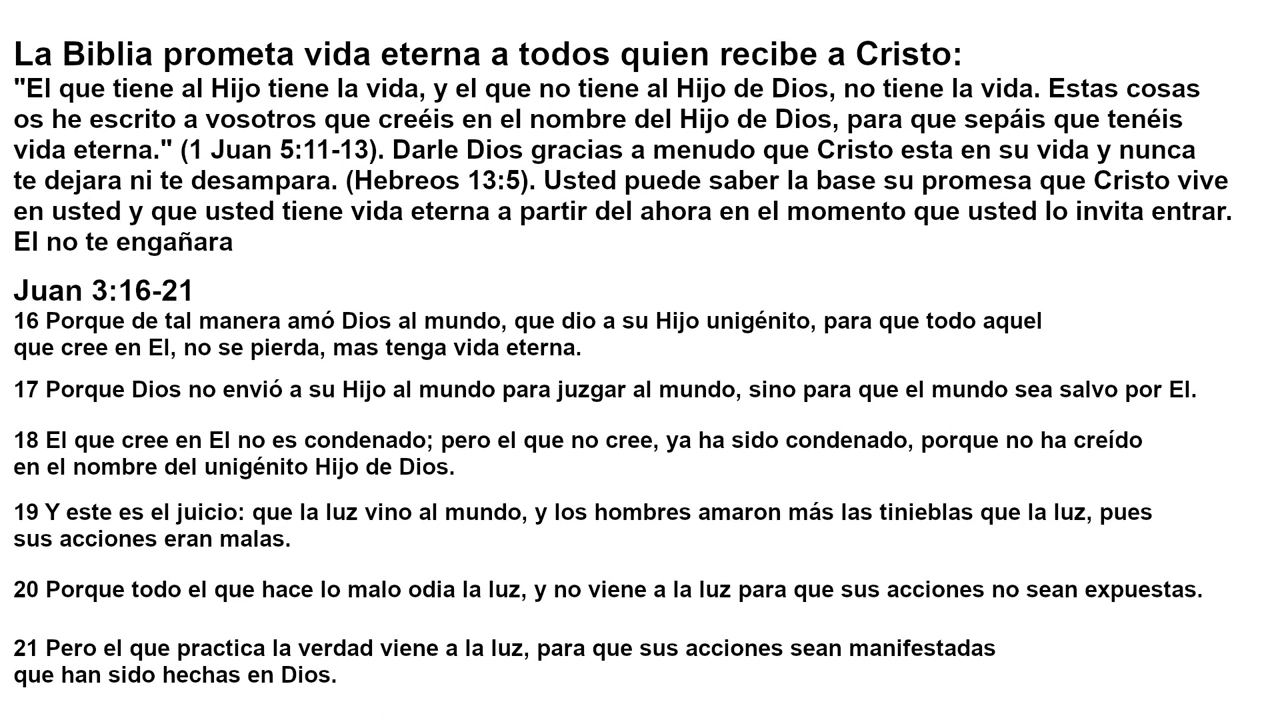 La Biblia prometa vida eterna a todos quien recibe a Cristo:
"El que tiene al Hijo tiene la vida, y el que no tiene al Hijo de Dios, no tiene la vida. Estas cosas
os he escrito a vosotros que creéis en el nombre del Hijo de Dios, para que sepáis que tenéis
vida eterna." (1 Juan 5:11-13). Darle Dios gracias a menudo que Cristo esta en su vida y nunca
te dejara ni te desampara. (Hebreos 13:5). Usted puede saber la base su promesa que Cristo vive
en usted y que usted tiene vida eterna a partir del ahora en el momento que usted lo invita entrar.
El no te engañara
Juan 3:16-21
16 Porque de tal manera amó Dios al mundo, que dio a su Hijo unigénito, para que todo aquel
que cree en El, no se pierda, mas tenga vida eterna.
17 Porque Dios no envió a su Hijo al mundo para juzgar al mundo, sino para que el mundo sea salvo por El.
18 El que cree en El no es condenado; pero el que no cree, ya ha sido condenado, porque no ha creído
en el nombre del unigénito Hijo de Dios.
19 Y este es el juicio: que la luz vino al mundo, y los hombres amaron más las tinieblas que la luz, pues
sus acciones eran malas.
20 Porque todo el que hace lo malo odia la luz, y no viene a la luz para que sus acciones no sean expuestas.
21 Pero el que practica la verdad viene a la luz, para que sus acciones sean manifestadas
que han sido hechas en Dios.